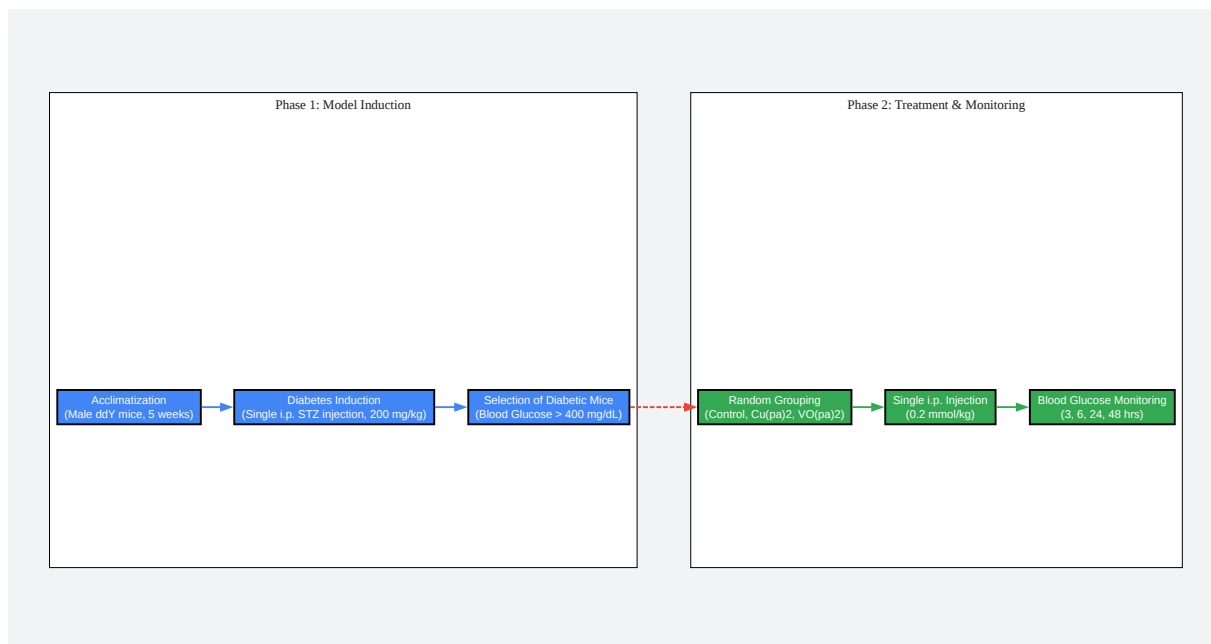 Phase 1: Model Induction
Acclimatization
(Male ddY mice, 5 weeks)
Diabetes Induction
(Single i.p. STZ injection, 200 mg/kg)
Selection of Diabetic Mice
(Blood Glucose > 400 mg/dL)
Phase 2: Treatment & Monitoring
Random Grouping
(Control, Cu(pa)2, VO(pa)2)
Single i.p. Injection
(0.2 mmol/kg)
Blood Glucose Monitoring
(3, 6, 24, 48 hrs)